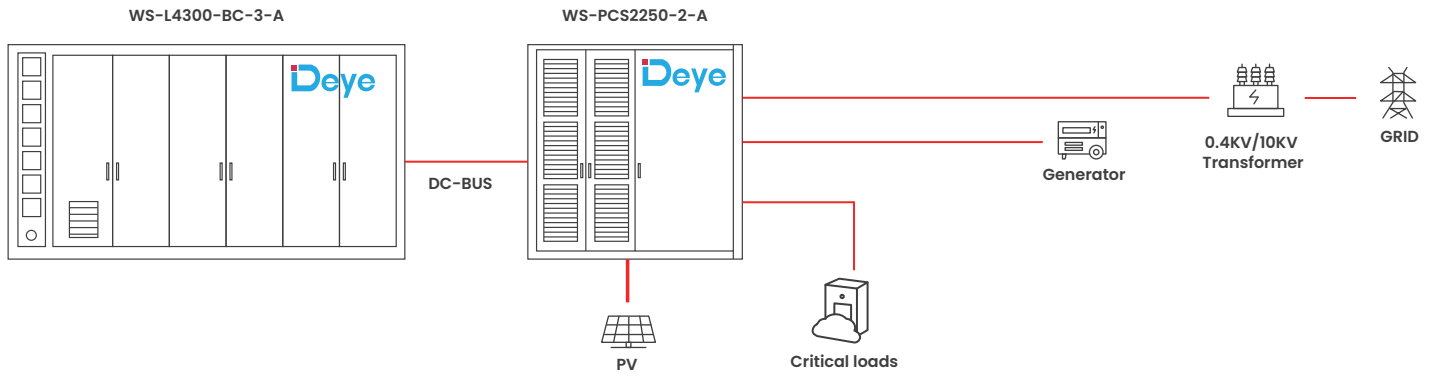 WS-L4300-BC-3-A
WS-PCS2250-2-A
Deye
Deye
DC-BUS
0.4KV/10KV
Transformer
GRID
Generator
PV
Critical loads